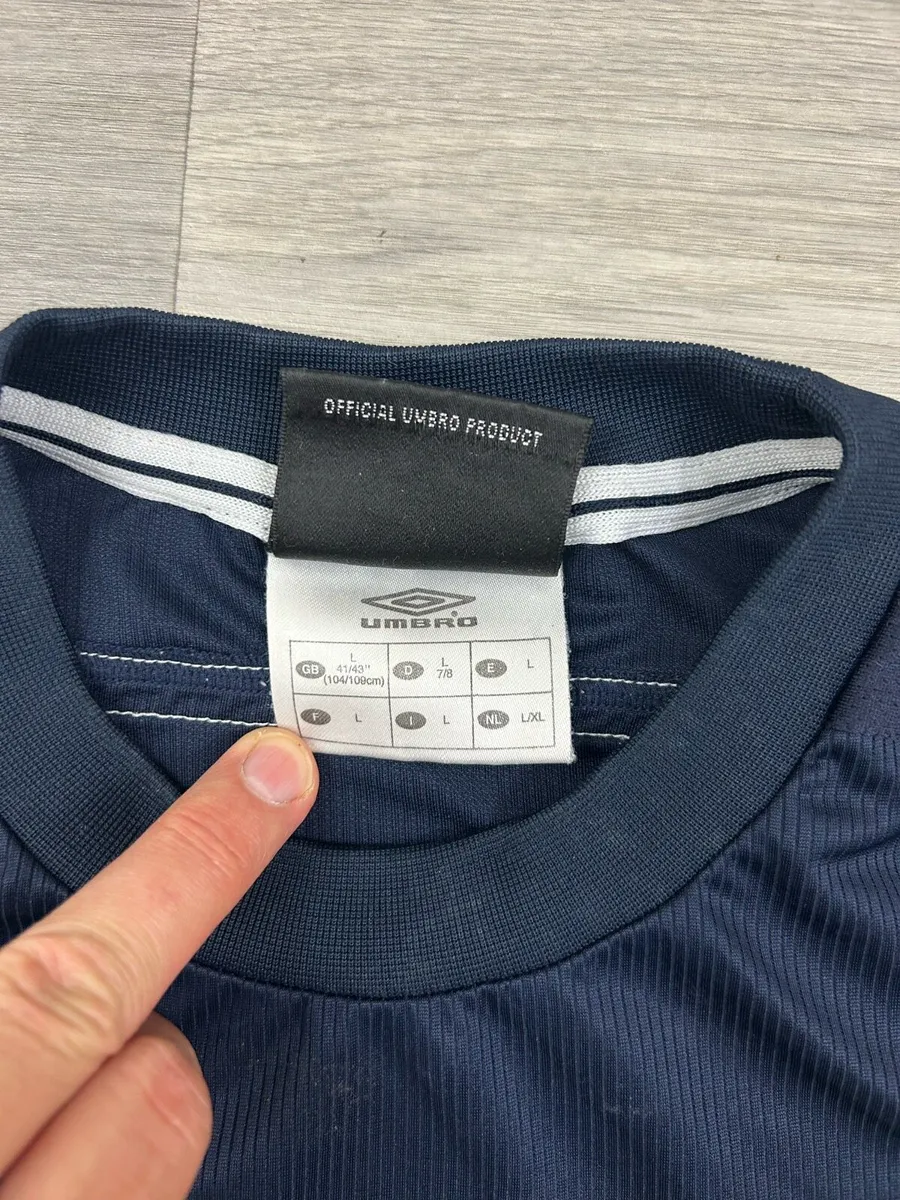 OFFICIAL UMBRO PRODUCT
UMBRO
GB L 41/43" (104/109cm)
D L 7/8
E L
F L
I L
NL L/XL